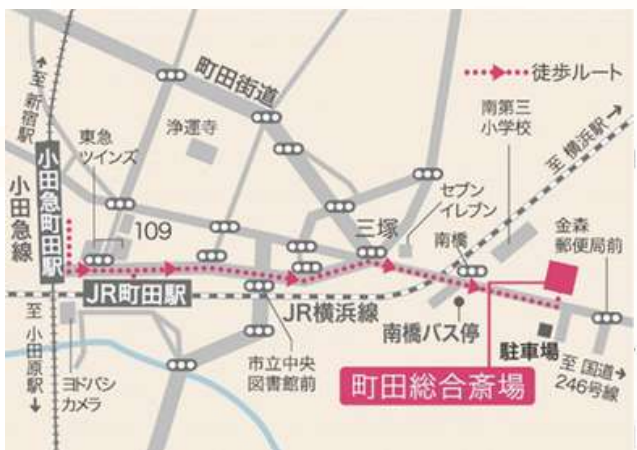 町田街道
徒歩ルート
至 新宿駅
浄運寺
南第三
小学校
至 横浜駅
東急
ツインズ
小田急線
小田急町田駅
109
三塚
セブン
イレブン
南橋
金森
郵便局前
JR町田駅
JR横浜線
南橋バス停
駐車場
至 小田原駅
ヨドバシ
カメラ
市立中央
図書館前
町田総合斎場
至 国道
246号線